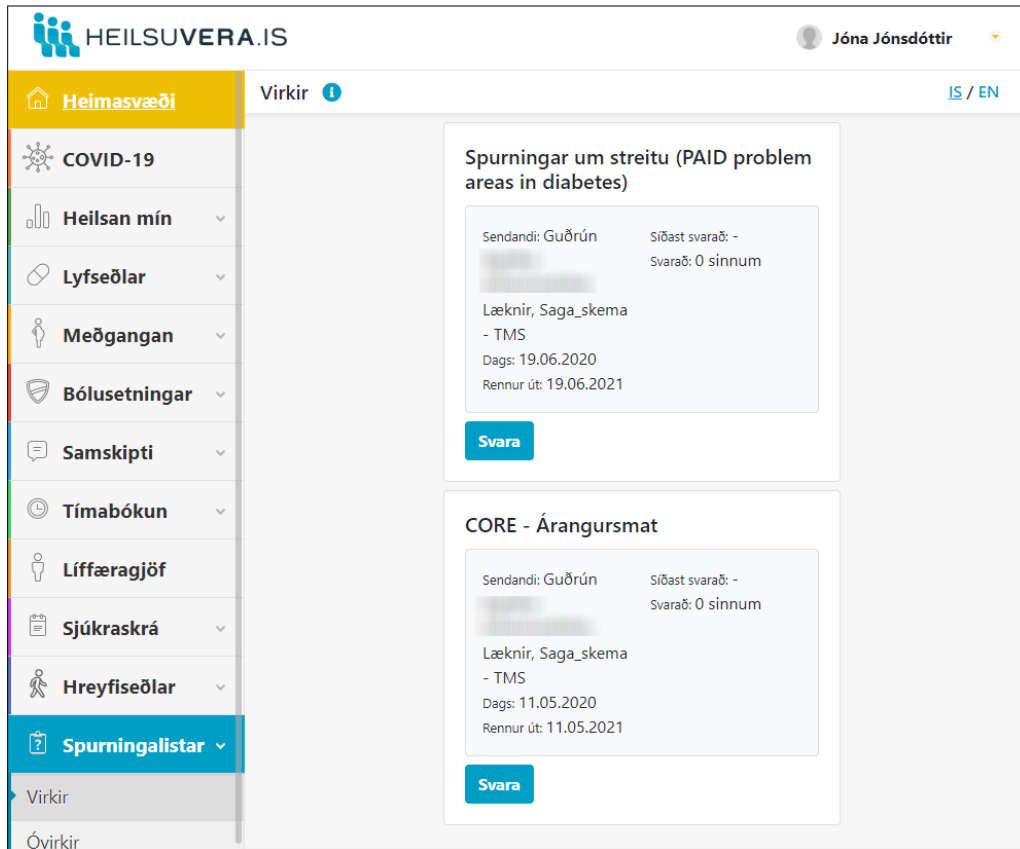 HEILSUVERA.IS
Jóna Jónsdóttir
Heimasvæði
COVID-19
Heilsan mín
Lyfseðlar
Meðgangan
Bólusetningar
Samskipti
Tímabókun
Líffæragjöf
Sjúkraskrá
Hreyfiseðlar
Spurningalistar
Virkir
Óvirkir
Virkir
IS / EN
Spurningar um streitu (PAID problem
areas in diabetes)
Sendandi: Guðrún
Læknir, Saga_skema
- TMS
Dags: 19.06.2020
Rennur út: 19.06.2021
Síðast svarað: -
Svarað: 0 sinnum
Svara
CORE - Árangursmat
Sendandi: Guðrún
Læknir, Saga_skema
- TMS
Dags: 11.05.2020
Rennur út: 11.05.2021
Síðast svarað: -
Svarað: 0 sinnum
Svara